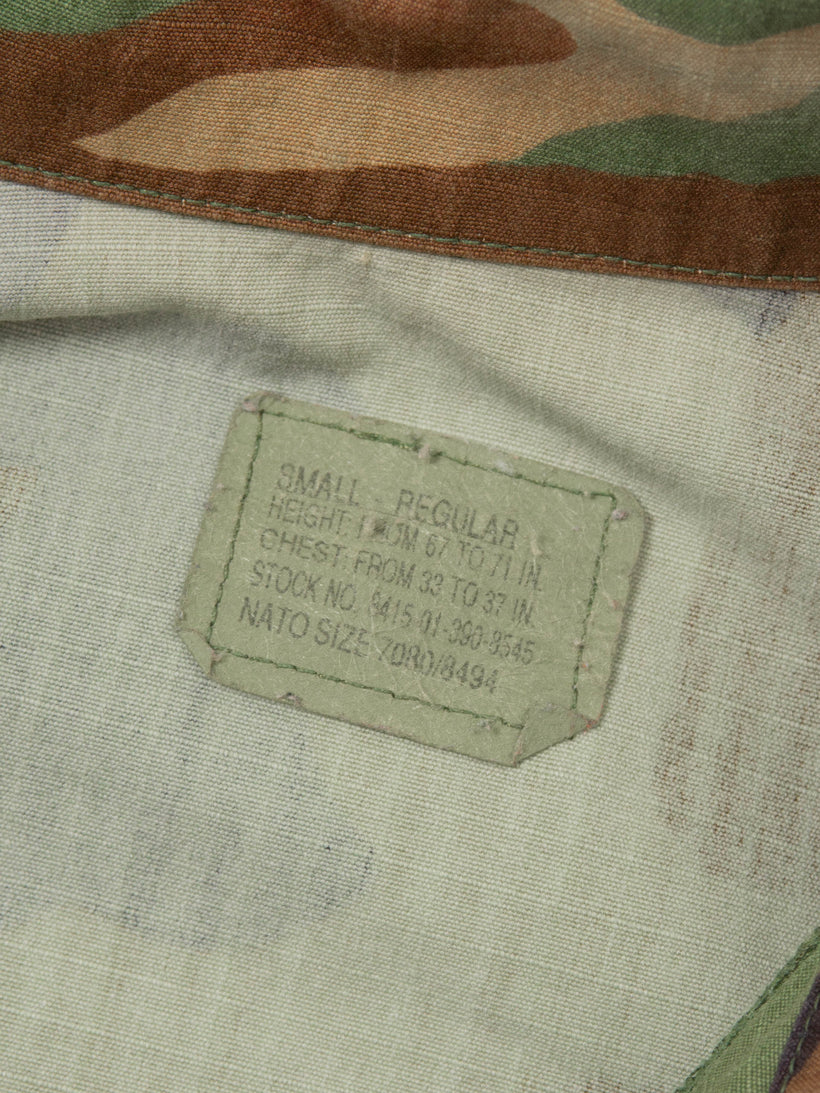 SMALL - REGULAR
HEIGHT: FROM 67 TO 71 IN.
CHEST: FROM 33 TO 37 IN.
STOCK NO. 8415-01-390-8545
NATO SIZE 7080/8494